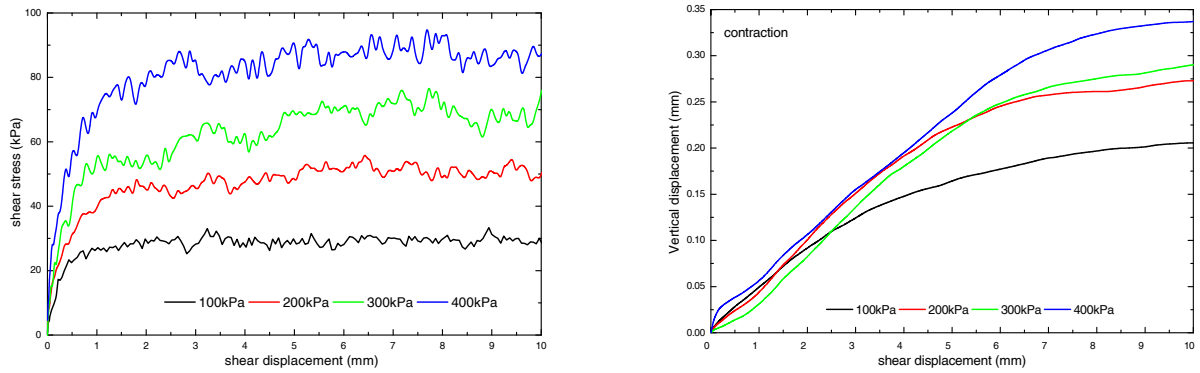 100
80
60
40
20
0
shear stress (kPa)
100kPa 200kPa 300kPa 400kPa
0 1 2 3 4 5 6 7 8 9 10
shear displacement (mm)
0.35
0.30
0.25
0.20
0.15
0.10
0.05
0.00
Vertical displacement (mm)
contraction
100kPa 200kPa 300kPa 400kPa
0 1 2 3 4 5 6 7 8 9 10
shear displacement (mm)